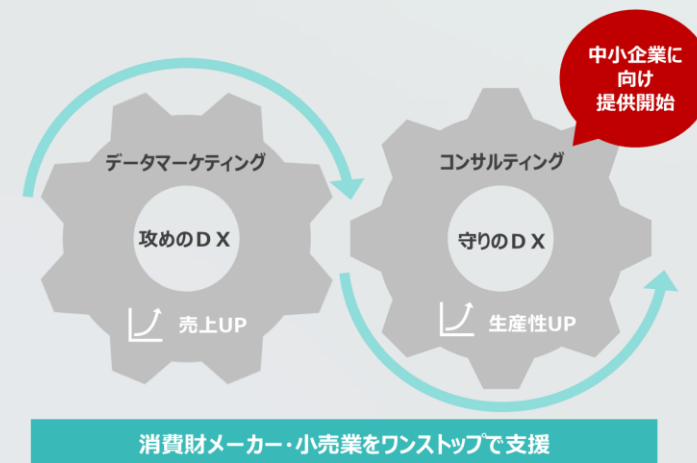 中小企業に
向け
提供開始
データマーケティング
攻めのＤＸ
売上UP
コンサルティング
守りのＤＸ
生産性UP
消費財メーカー・小売業をワンストップで支援